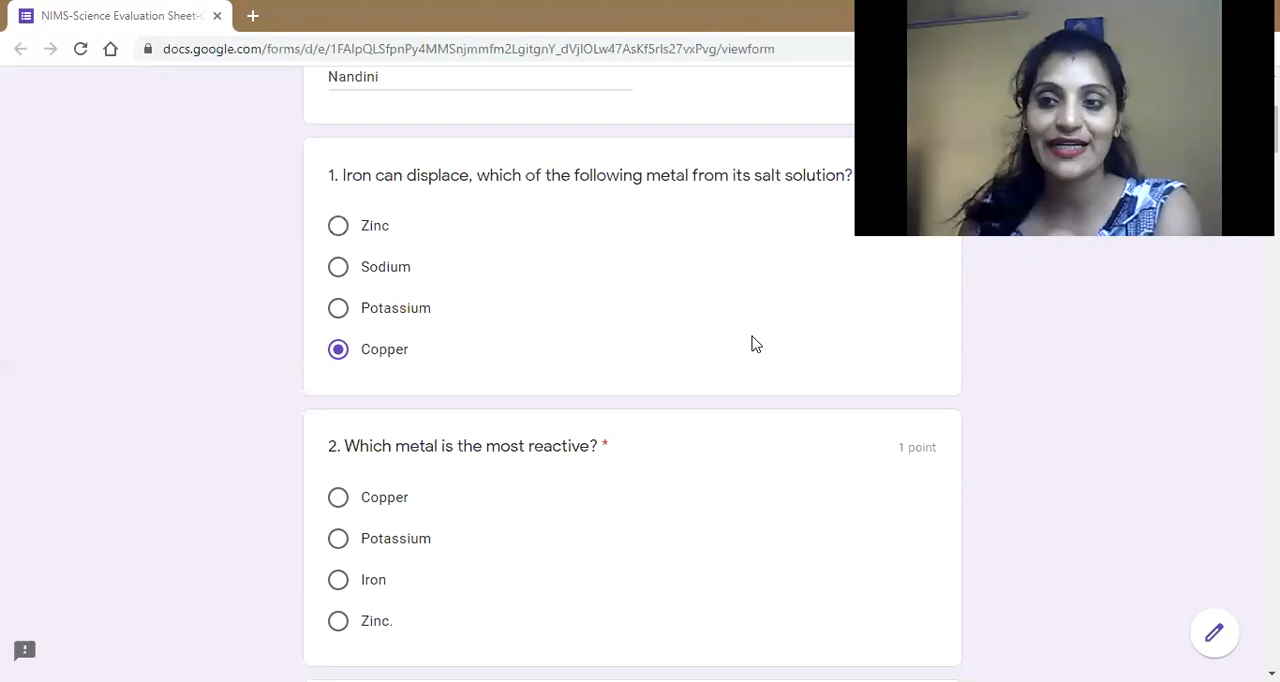 NIMS-Science Evaluation Sheet-
docs.google.com/forms/d/e/1FAIpQLSfpnPy4MMSnjmmfm2LgitgnY_dVjIOLw47AsKf5rIs27vxPvg/viewform
Nandini
1. Iron can displace, which of the following metal from its salt solution?
Zinc
Sodium
Potassium
Copper
2. Which metal is the most reactive? *
1 point
Copper
Potassium
Iron
Zinc.